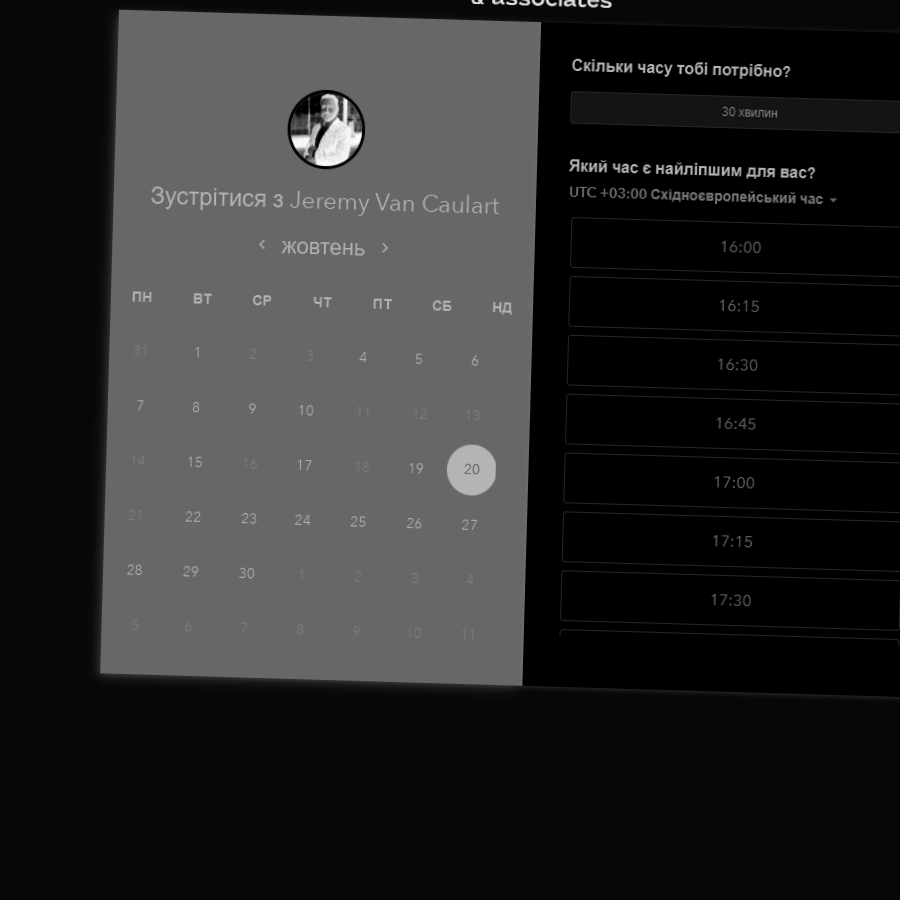 & associates
Зустрітися з Jeremy Van Caulart
жовтень
ПН ВТ СР ЧТ ПТ СБ НД
31 1 2 3 4 5 6
7 8 9 10 11 12 13
14 15 16 17 18 19 20
21 22 23 24 25 26 27
28 29 30 1 2 3 4
5 6 7 8 9 10 11
Скільки часу тобі потрібно?
30 хвилин
Який час є найліпшим для вас?
UTC +03:00 Східноєвропейський час
16:00
16:15
16:30
16:45
17:00
17:15
17:30